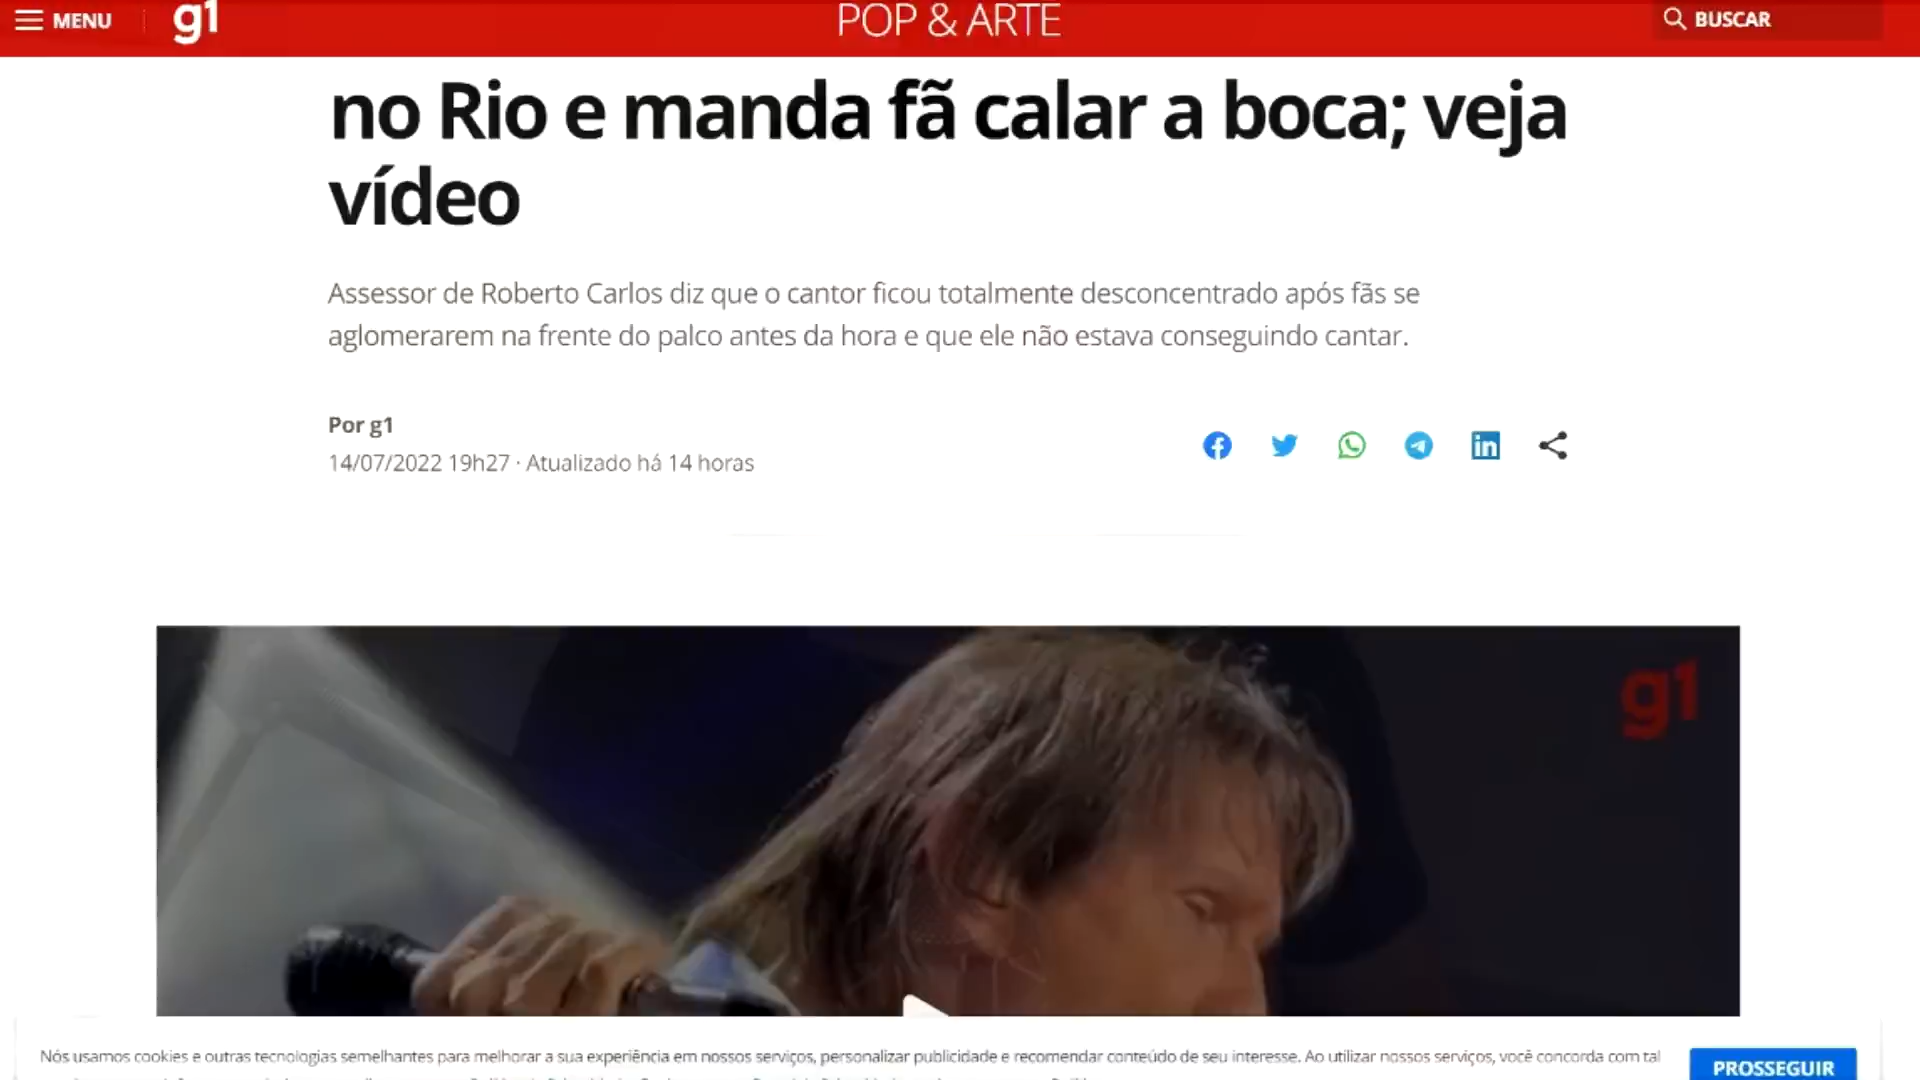 MENU g1 POP & ARTE BUSCAR
no Rio e manda fã calar a boca; veja
vídeo
Assessor de Roberto Carlos diz que o cantor ficou totalmente desconcentrado após fãs se
aglomerarem na frente do palco antes da hora e que ele não estava conseguindo cantar.
Por g1
14/07/2022 19h27 · Atualizado há 14 horas
g1
Nós usamos cookies e outras tecnologias semelhantes para melhorar a sua experiência em nossos serviços, personalizar publicidade e recomendar conteúdo de seu interesse. Ao utilizar nossos serviços, você concorda com tal
PROSSEGUIR